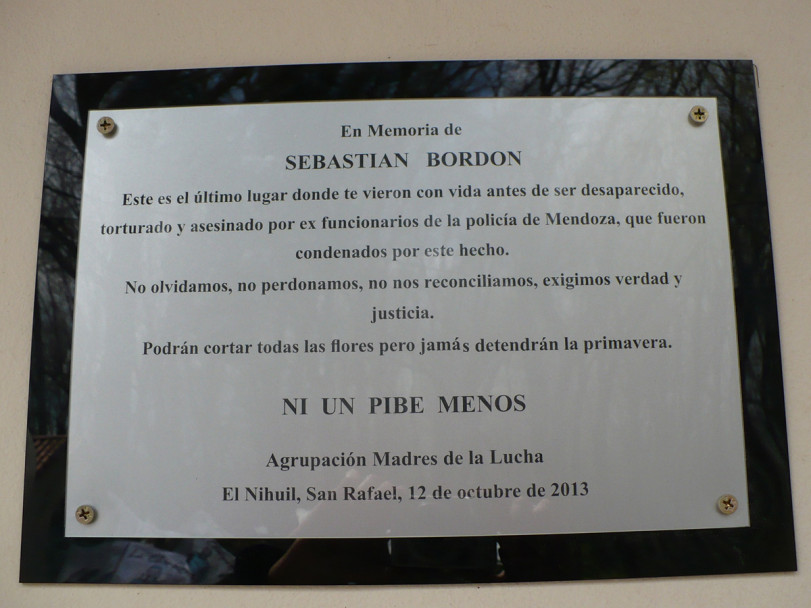 En Memoria de
SEBASTIAN BORDON
Este es el último lugar donde te vieron con vida antes de ser desaparecido,
torturado y asesinado por ex funcionarios de la policía de Mendoza, que fueron
condenados por este hecho.
No olvidamos, no perdonamos, no nos reconciliamos, exigimos verdad y
justicia.
Podrán cortar todas las flores pero jamás detendrán la primavera.
NI UN PIBE MENOS
Agrupación Madres de la Lucha
El Nihuil, San Rafael, 12 de octubre de 2013